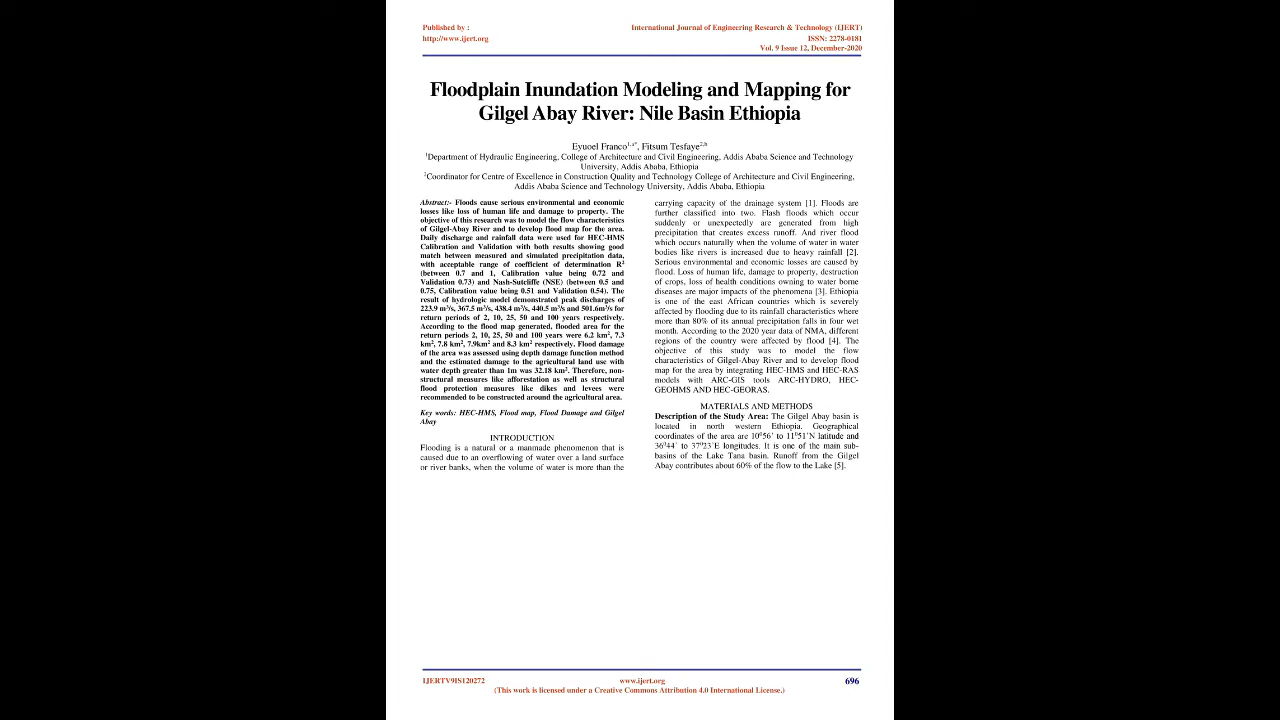 Published by :
International Journal of Engineering Research & Technology (IJERT)
http://www.ijert.org
ISSN: 2278-0181
Vol. 9 Issue 12, December-2020
Floodplain Inundation Modeling and Mapping for
Gilgel Abay River: Nile Basin Ethiopia
Eyuoel Franco1,a*, Fitsum Tesfaye2,b
1Department of Hydraulic Engineering, College of Architecture and Civil Engineering, Addis Ababa Science and Technology
University, Addis Ababa, Ethiopia
2Coordinator for Centre of Excellence in Construction Quality and Technology College of Architecture and Civil Engineering,
Addis Ababa Science and Technology University, Addis Ababa, Ethiopia
Abstract:- Floods cause serious environmental and economic
losses like loss of human life and damage to property. The
objective of this research was to model the flow characteristics
of Gilgel-Abay River and to develop flood map for the area.
Daily discharge and rainfall data were used for HEC-HMS
Calibration and Validation with both results showing good
match between measured and simulated precipitation data,
with acceptable range of coefficient of determination R²
(between 0.7 and 1, Calibration value being 0.72 and
Validation 0.73) and Nash-Sutcliffe (NSE) (between 0.5 and
0.75, Calibration value being 0.51 and Validation 0.54). The
result of hydrologic model demonstrated peak discharges of
223.9 m³/s, 367.5 m³/s, 438.4 m³/s, 440.5 m³/s and 501.6m³/s for
return periods of 2, 10, 25, 50 and 100 years respectively.
According to the flood map generated, flooded area for the
return periods 2, 10, 25, 50 and 100 years were 6.2 km², 7.3
km², 7.8 km², 7.9km² and 8.3 km² respectively. Flood damage
of the area was assessed using depth damage function method
and the estimated damage to the agricultural land use with
water depth greater than 1m was 32.18 km². Therefore, non-
structural measures like afforestation as well as structural
flood protection measures like dikes and levees were
recommended to be constructed around the agricultural area.
Key words: HEC-HMS, Flood map, Flood Damage and Gilgel
Abay
INTRODUCTION
Flooding is a natural or a manmade phenomenon that is
caused due to an overflowing of water over a land surface
or river banks, when the volume of water is more than the
carrying capacity of the drainage system [1]. Floods are
further classified into two. Flash floods which occur
suddenly or unexpectedly are generated from high
precipitation that creates excess runoff. And river flood
which occurs naturally when the volume of water in water
bodies like rivers is increased due to heavy rainfall [2].
Serious environmental and economic losses are caused by
flood. Loss of human life, damage to property, destruction
of crops, loss of health conditions owning to water borne
diseases are major impacts of the phenomena [3]. Ethiopia
is one of the east African countries which is severely
affected by flooding due to its rainfall characteristics where
more than 80% of its annual precipitation falls in four wet
month. According to the 2020 year data of NMA, different
regions of the country were affected by flood [4]. The
objective of this study was to model the flow
characteristics of Gilgel-Abay River and to develop flood
map for the area by integrating HEC-HMS and HEC-RAS
models with ARC-GIS tools ARC-HYDRO, HEC-
GEOHMS AND HEC-GEORAS.
MATERIALS AND METHODS
Description of the Study Area: The Gilgel Abay basin is
located in north western Ethiopia. Geographical
coordinates of the area are 10⁰56' to 11⁰51'N latitude and
36⁰44' to 37⁰23'E longitudes. It is one of the main sub-
basins of the Lake Tana basin. Runoff from the Gilgel
Abay contributes about 60% of the flow to the Lake [5].
IJERTV9IS120272
www.ijert.org
696
(This work is licensed under a Creative Commons Attribution 4.0 International License.)